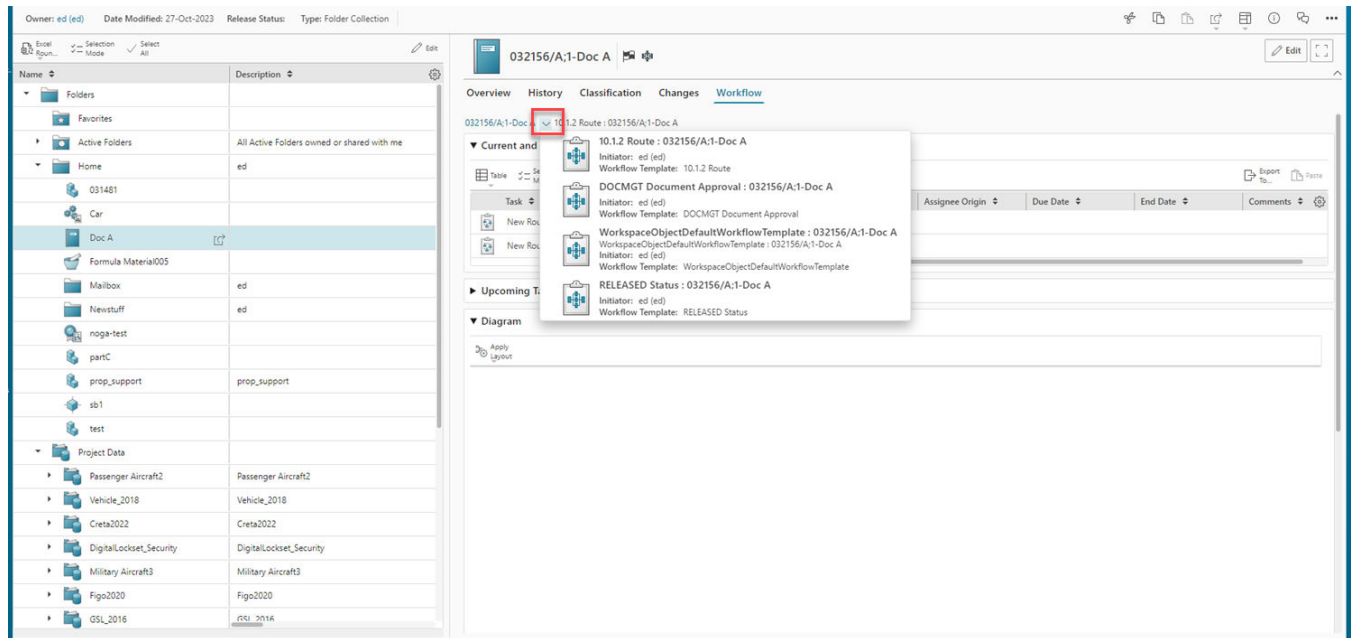 Owner: ed (ed) Date Modified: 27-Oct-2023 Release Status: Type: Folder Collection
Excel Roun... Selection Mode Select All Edit
Name Description
Folders
Favorites
Active Folders All Active Folders owned or shared with me
Home ed
031481
Car
Doc A
Formula Material005
Mailbox ed
Newstuff ed
noga-test
partC
prop_support prop_support
sb1
test
Project Data
Passenger Aircraft2 Passenger Aircraft2
Vehicle_2018 Vehicle_2018
Creta2022 Creta2022
DigitalLockset_Security DigitalLockset_Security
Military Aircraft3 Military Aircraft3
Figo2020 Figo2020
GSL_2016 GSL_2016
032156/A;1-Doc A Edit
Overview History Classification Changes Workflow
032156/A;1-Doc A 10.1.2 Route : 032156/A;1-Doc A
Current and
Table Export To... Paste
Task Assignee Origin Due Date End Date Comments
New Rou
New Rou
10.1.2 Route : 032156/A;1-Doc A
Initiator: ed (ed)
Workflow Template: 10.1.2 Route
DOCMGT Document Approval : 032156/A;1-Doc A
Initiator: ed (ed)
Workflow Template: DOCMGT Document Approval
WorkspaceObjectDefaultWorkflowTemplate : 032156/A;1-Doc A
WorkspaceObjectDefaultWorkflowTemplate : 032156/A;1-Doc A
Initiator: ed (ed)
Workflow Template: WorkspaceObjectDefaultWorkflowTemplate
RELEASED Status : 032156/A;1-Doc A
Initiator: ed (ed)
Workflow Template: RELEASED Status
Upcoming Ta
Diagram
Apply Layout